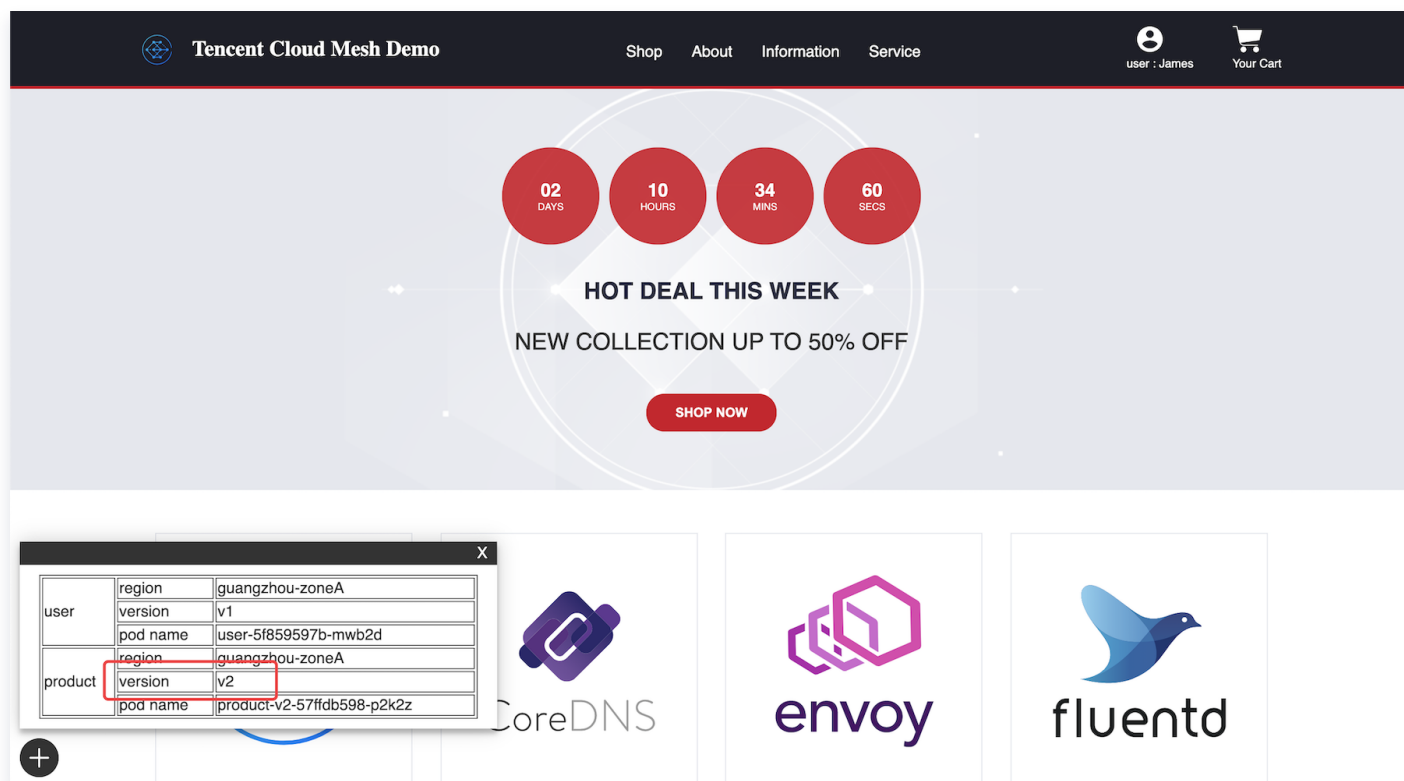 Tencent Cloud Mesh Demo
Shop About Information Service
user : James
Your Cart
02 DAYS
10 HOURS
34 MINS
60 SECS
HOT DEAL THIS WEEK
NEW COLLECTION UP TO 50% OFF
SHOP NOW
X
user
region guangzhou-zoneA
version v1
pod name user-5f859597b-mwb2d
product
region guangzhou-zoneA
version v2
pod name product-v2-57ffdb598-p2k2z
CoreDNS
envoy
fluentd